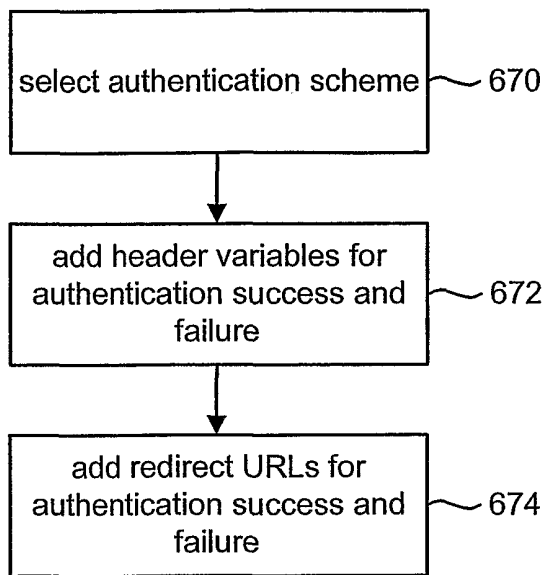 select authentication scheme
670
add header variables for
authentication success and
failure
672
add redirect URLs for
authentication success and
failure
674